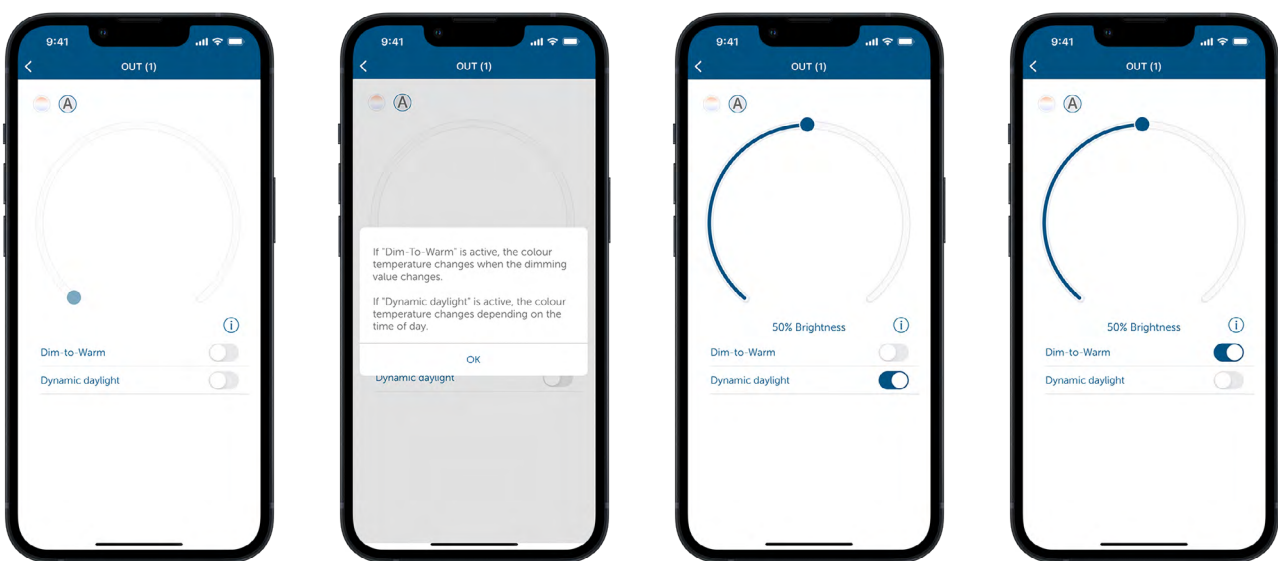 9:41
OUT (1)
A
Dim-to-Warm
Dynamic daylight
9:41
OUT (1)
A
If "Dim-To-Warm" is active, the colour
temperature changes when the dimming
value changes.
If "Dynamic daylight" is active, the colour
temperature changes depending on the
time of day.
OK
Dynamic daylight
9:41
OUT (1)
A
50% Brightness
Dim-to-Warm
Dynamic daylight
9:41
OUT (1)
A
50% Brightness
Dim-to-Warm
Dynamic daylight